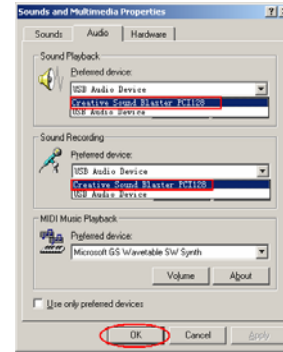 Sounds and Multimedia Properties
Sounds Audio Hardware
Sound Playback
Preferred device:
USB Audio Device
Creative Sound Blaster PCI128
USB Audio Device
Sound Recording
Preferred device:
USB Audio Device
Creative Sound Blaster PCI128
USB Audio Device
MIDI Music Playback
Preferred device:
Microsoft GS Wavetable SW Synth
Volume About
Use only preferred devices
OK Cancel Apply